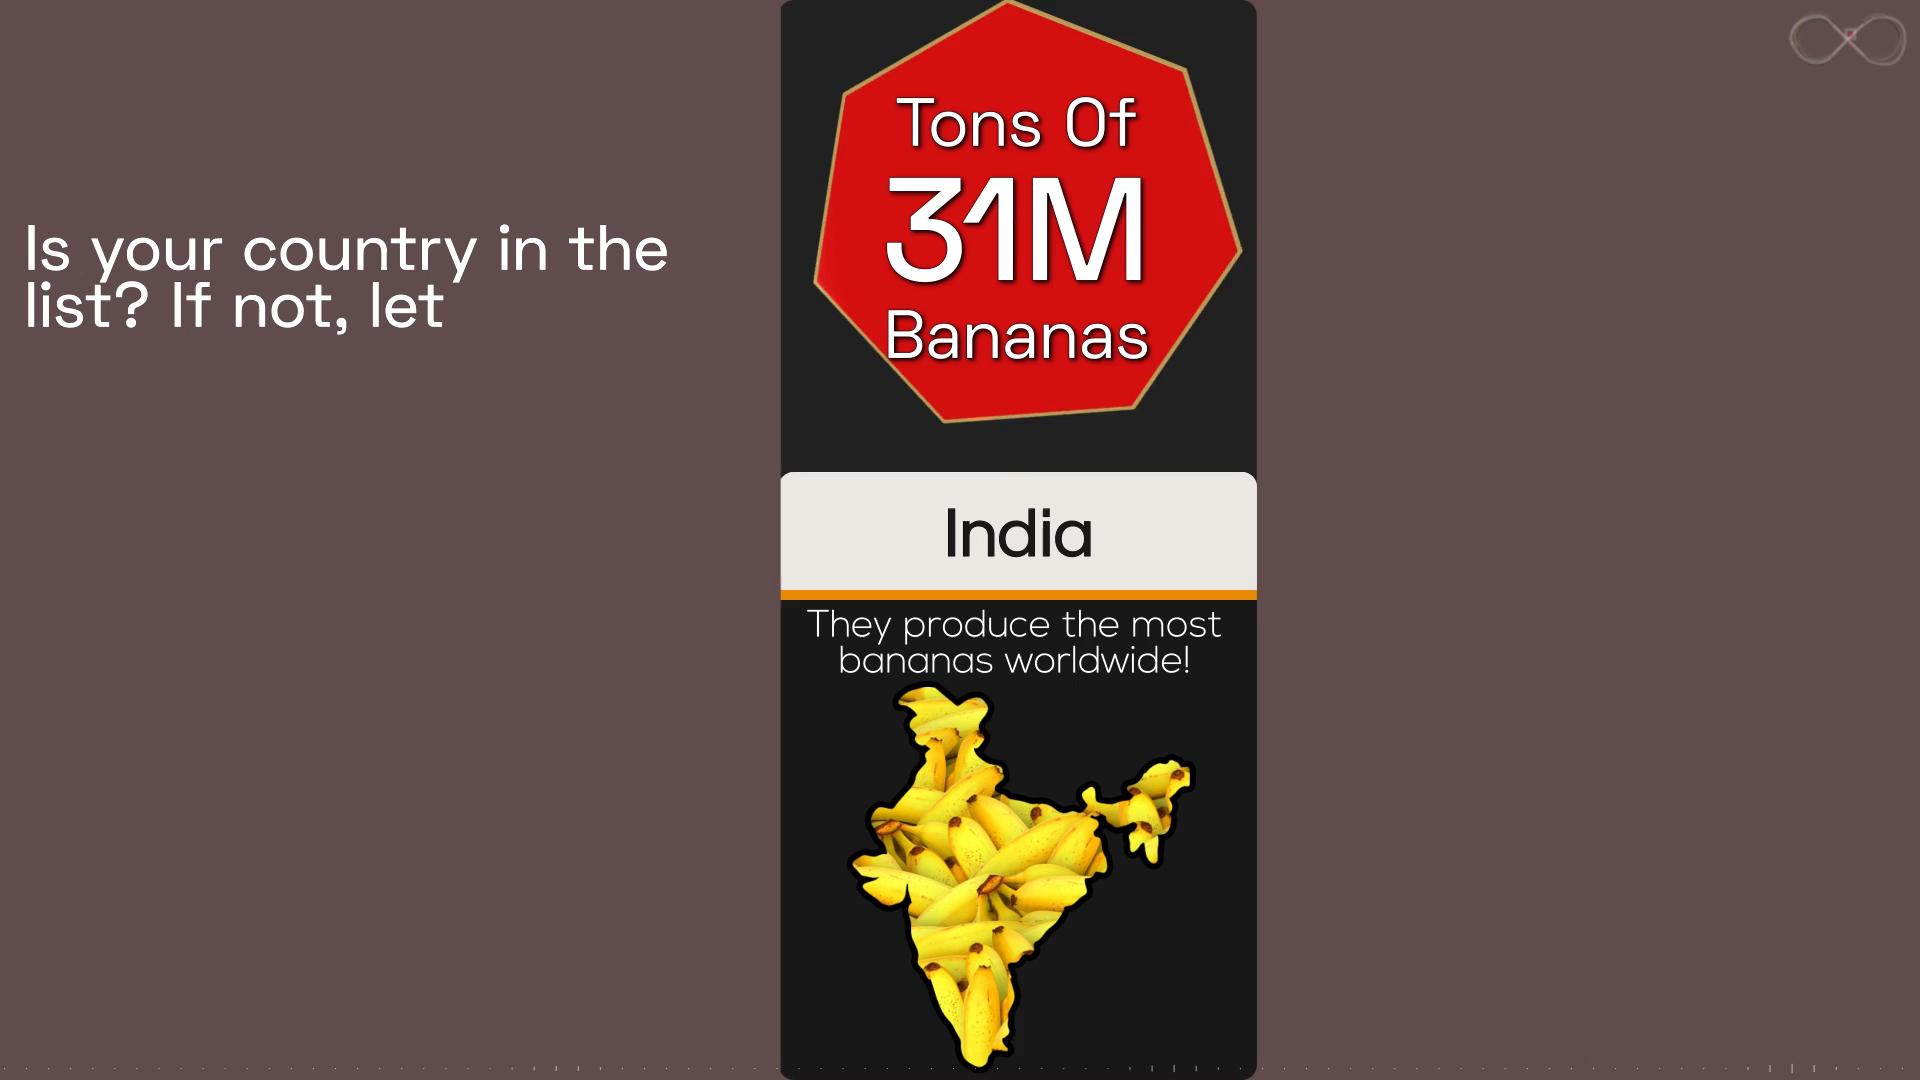 Is your country in the
list? If not, let
Tons Of
31M
Bananas
India
They produce the most
bananas worldwide!